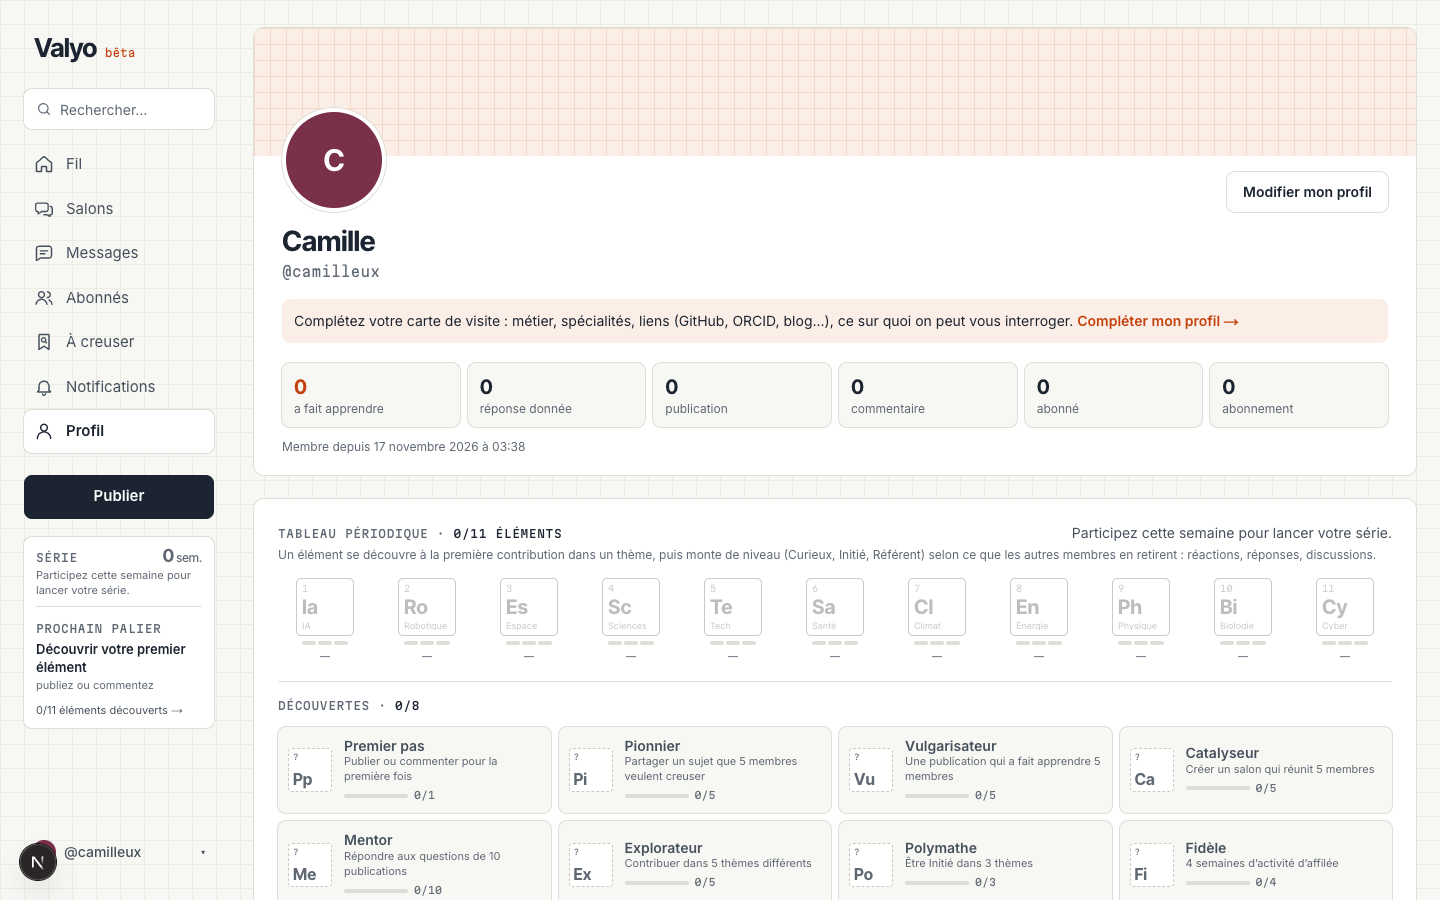 Valyo bêta
Rechercher...
Fil
Salons
Messages
Abonnés
À creuser
Notifications
Profil
Publier
SÉRIE 0 sem.
Participez cette semaine pour
lancer votre série.
PROCHAIN PALIER
Découvrir votre premier
élément
publiez ou commentez
0/11 éléments découverts →
N @camilleux
C
Modifier mon profil
Camille
@camilleux
Complétez votre carte de visite : métier, spécialités, liens (GitHub, ORCID, blog…), ce sur quoi on peut vous interroger. Compléter mon profil →
0 0 0 0 0 0
a fait apprendre réponse donnée publication commentaire abonné abonnement
Membre depuis 17 novembre 2026 à 03:38
TABLEAU PÉRIODIQUE · 0/11 ÉLÉMENTS Participez cette semaine pour lancer votre série.
Un élément se découvre à la première contribution dans un thème, puis monte de niveau (Curieux, Initié, Référent) selon ce que les autres membres en retirent : réactions, réponses, discussions.
1 2 3 4 5 6 7 8 9 10 11
Ia Ro Es Sc Te Sa Cl En Ph Bi Cy
IA Robotique Espace Sciences Tech Santé Climat Énergie Physique Biologie Cyber
— — — — — — — — — — —
DÉCOUVERTES · 0/8
? Pp
Premier pas
Publier ou commenter pour la
première fois
0/1
? Pi
Pionnier
Partager un sujet que 5 membres
veulent creuser
0/5
? Vu
Vulgarisateur
Une publication qui a fait apprendre 5
membres
0/5
? Ca
Catalyseur
Créer un salon qui réunit 5 membres
0/5
? Me
Mentor
Répondre aux questions de 10
publications
0/10
? Ex
Explorateur
Contribuer dans 5 thèmes différents
0/5
? Po
Polymathe
Être Initié dans 3 thèmes
0/3
? Fi
Fidèle
4 semaines d’activité d’affilée
0/4